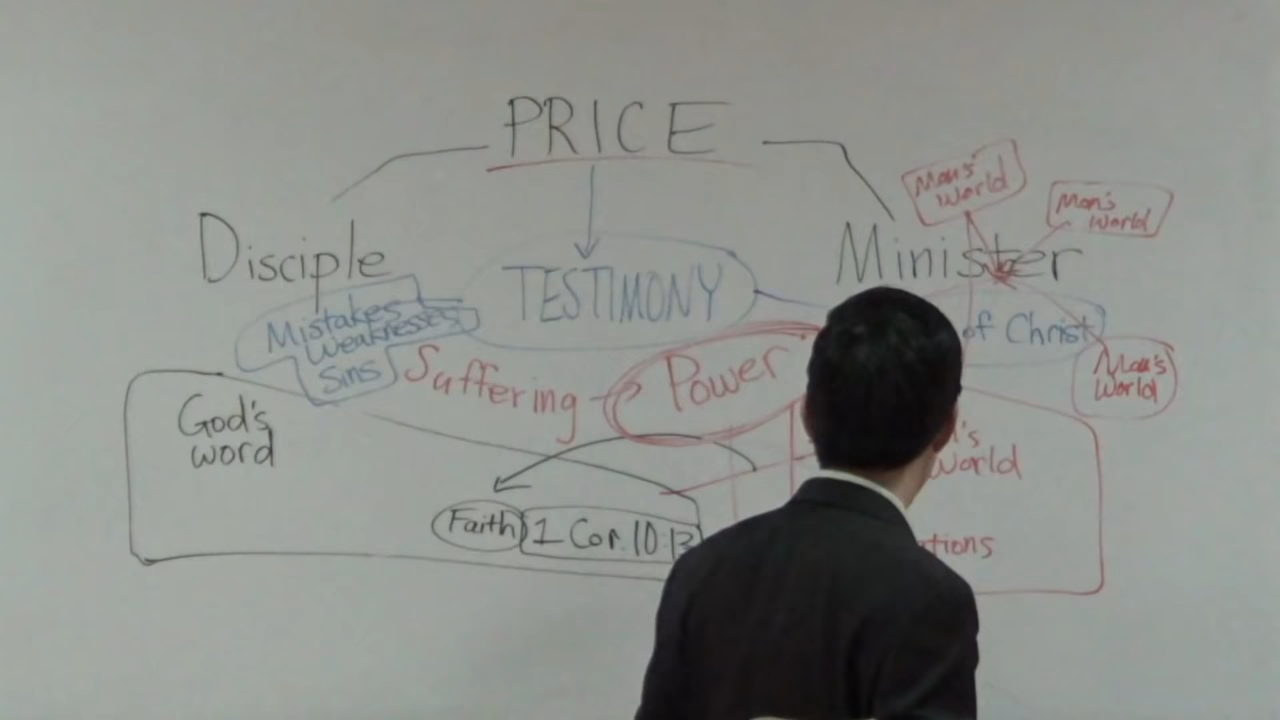 PRICE
Man's
World
Man's
World
Disciple
TESTIMONY
Minister
Mistakes
Weaknesses
Sins
of Christ
Suffering
Power
Man's
World
God's
word
World
Faith 1 Cor. 10:13